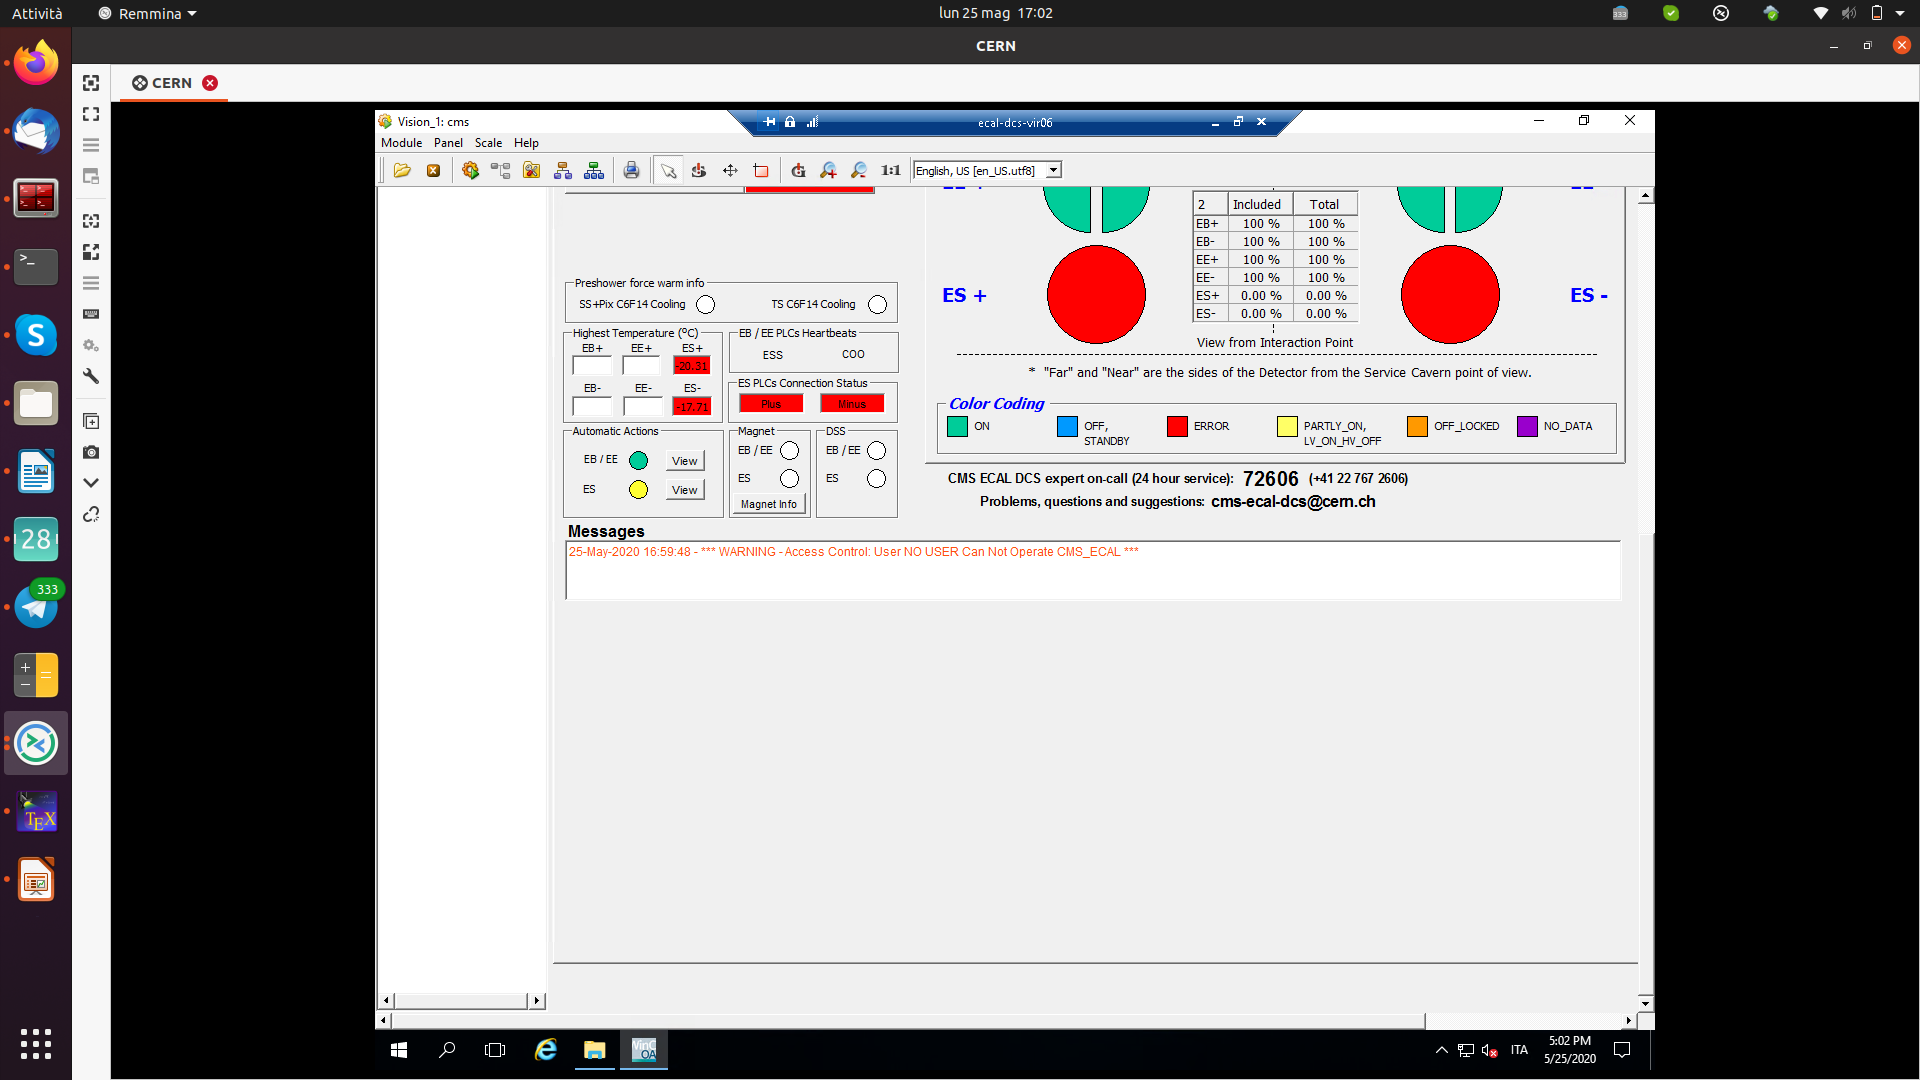 Attività
Remmina
lun 25 mag 17:02
333
CERN
CERN
Vision_1: cms
ecal-dcs-vir06
Module Panel Scale Help
1:1
English, US [en_US.utf8]
2 Included Total
EB+ 100 % 100 %
EB- 100 % 100 %
EE+ 100 % 100 %
EE- 100 % 100 %
ES+ 0.00 % 0.00 %
ES- 0.00 % 0.00 %
ES +
ES -
View from Interaction Point
* "Far" and "Near" are the sides of the Detector from the Service Cavern point of view.
Color Coding
ON
OFF,
STANDBY
ERROR
PARTLY_ON,
LV_ON_HV_OFF
OFF_LOCKED
NO_DATA
Preshower force warm info
SS+Pix C6F14 Cooling
TS C6F14 Cooling
Highest Temperature (ºC)
EB+ EE+ ES+
-20.31
EB- EE- ES-
-17.71
EB / EE PLCs Heartbeats
ESS COO
ES PLCs Connection Status
Plus Minus
Automatic Actions
EB / EE View
ES View
Magnet
EB / EE
ES
Magnet Info
DSS
EB / EE
ES
CMS ECAL DCS expert on-call (24 hour service): 72606 (+41 22 767 2606)
Problems, questions and suggestions: cms-ecal-dcs@cern.ch
Messages
25-May-2020 16:59:48 - *** WARNING - Access Control: User NO USER Can Not Operate CMS_ECAL ***
28
333
TEX
WinC
OA
ITA
5:02 PM
5/25/2020